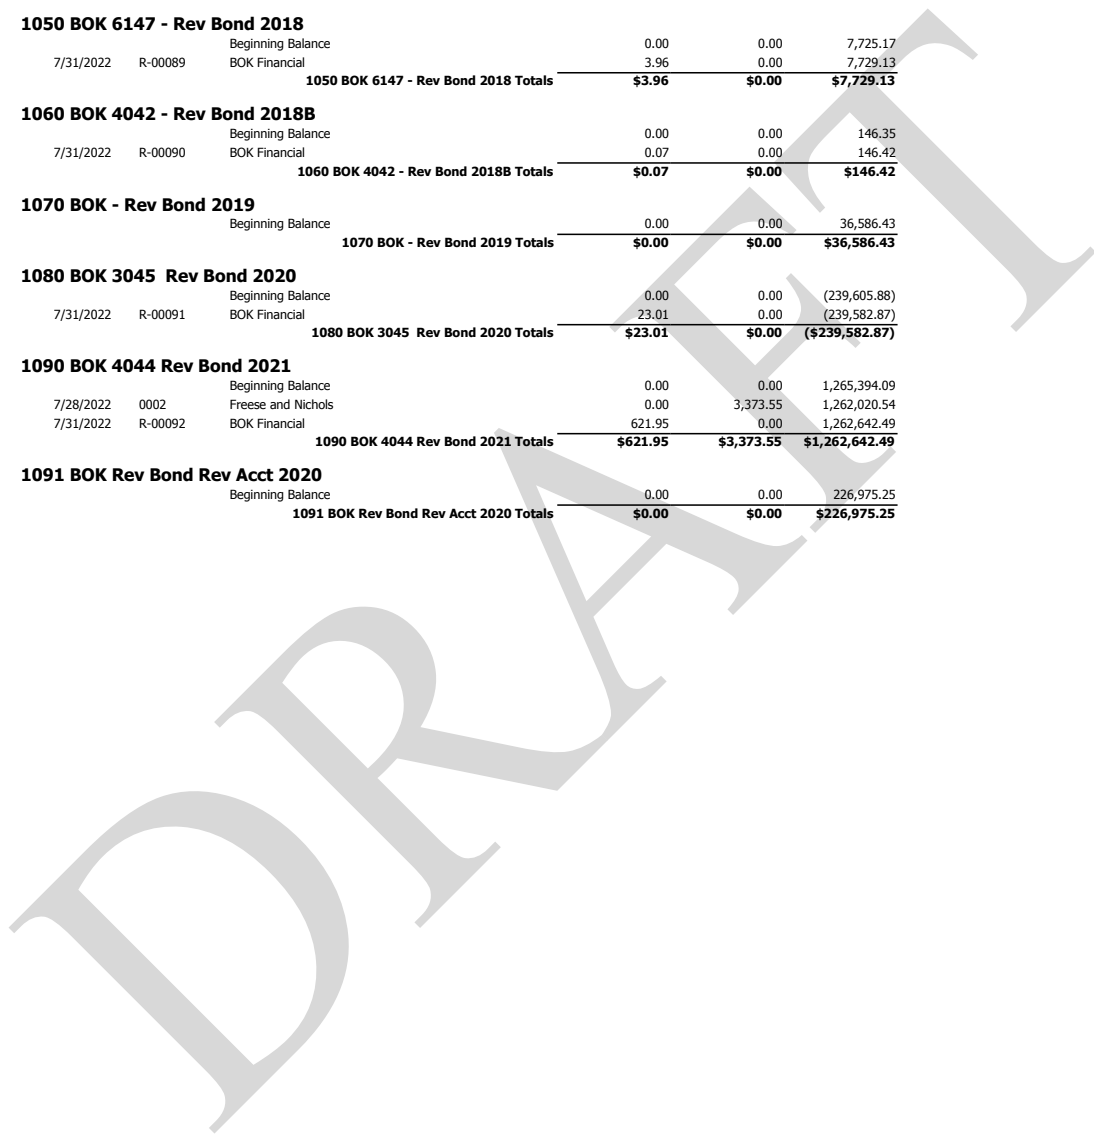 1050 BOK 6147 - Rev Bond 2018
Beginning Balance 0.00 0.00 7,725.17
7/31/2022 R-00089 BOK Financial 3.96 0.00 7,729.13
1050 BOK 6147 - Rev Bond 2018 Totals $3.96 $0.00 $7,729.13
1060 BOK 4042 - Rev Bond 2018B
Beginning Balance 0.00 0.00 146.35
7/31/2022 R-00090 BOK Financial 0.07 0.00 146.42
1060 BOK 4042 - Rev Bond 2018B Totals $0.07 $0.00 $146.42
1070 BOK - Rev Bond 2019
Beginning Balance 0.00 0.00 36,586.43
1070 BOK - Rev Bond 2019 Totals $0.00 $0.00 $36,586.43
1080 BOK 3045 Rev Bond 2020
Beginning Balance 0.00 0.00 (239,605.88)
7/31/2022 R-00091 BOK Financial 23.01 0.00 (239,582.87)
1080 BOK 3045 Rev Bond 2020 Totals $23.01 $0.00 ($239,582.87)
1090 BOK 4044 Rev Bond 2021
Beginning Balance 0.00 0.00 1,265,394.09
7/28/2022 0002 Freese and Nichols 0.00 3,373.55 1,262,020.54
7/31/2022 R-00092 BOK Financial 621.95 0.00 1,262,642.49
1090 BOK 4044 Rev Bond 2021 Totals $621.95 $3,373.55 $1,262,642.49
1091 BOK Rev Bond Rev Acct 2020
Beginning Balance 0.00 0.00 226,975.25
1091 BOK Rev Bond Rev Acct 2020 Totals $0.00 $0.00 $226,975.25
DRAFT